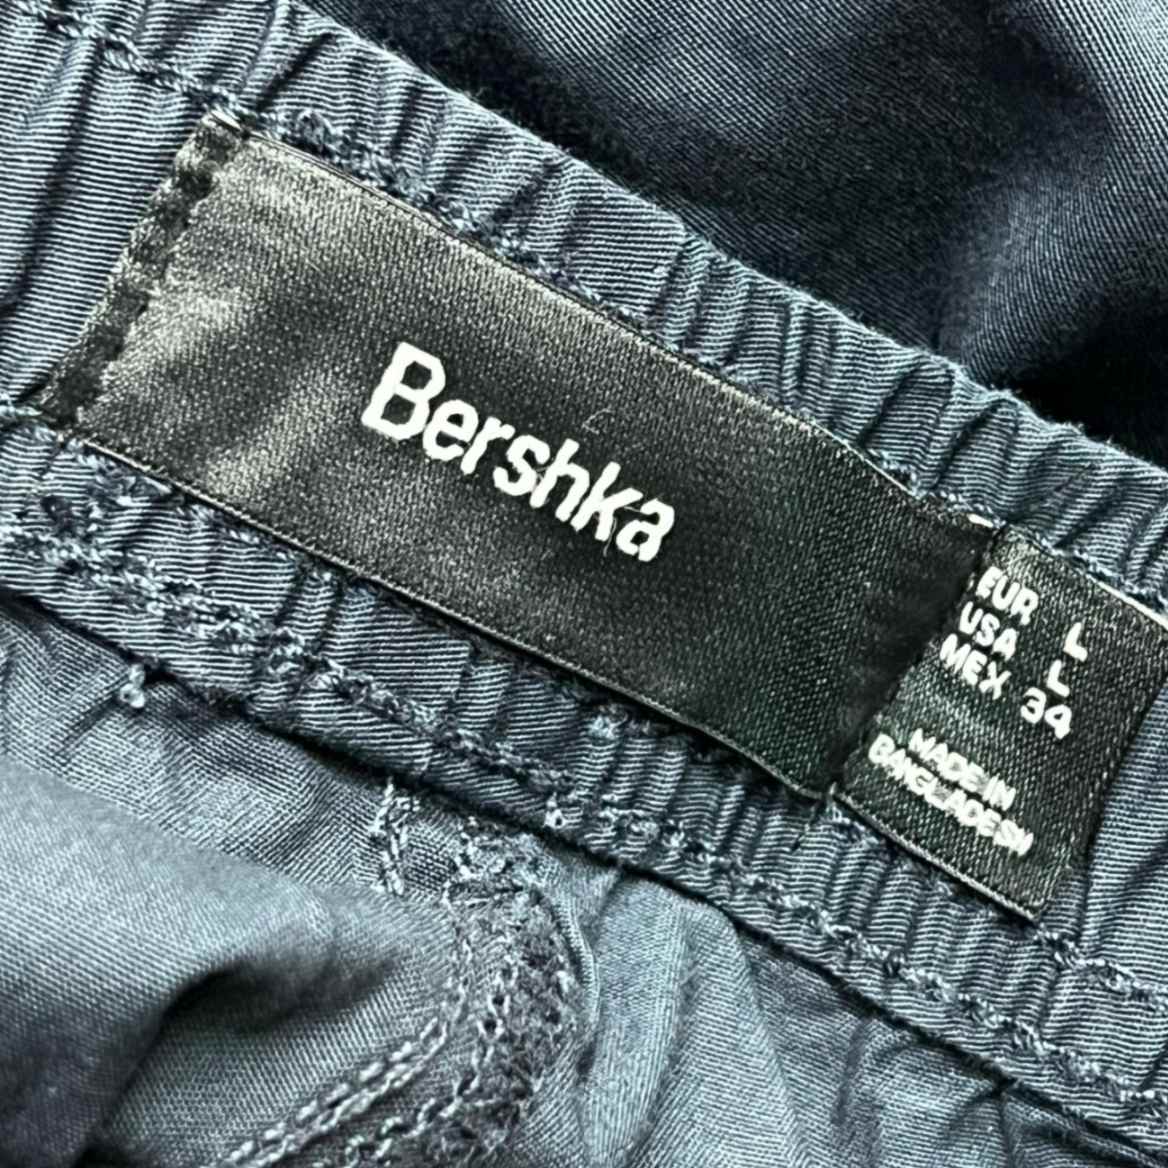 Bershka
EUR L
USA L
MEX 34
MADE IN
BANGLADESH